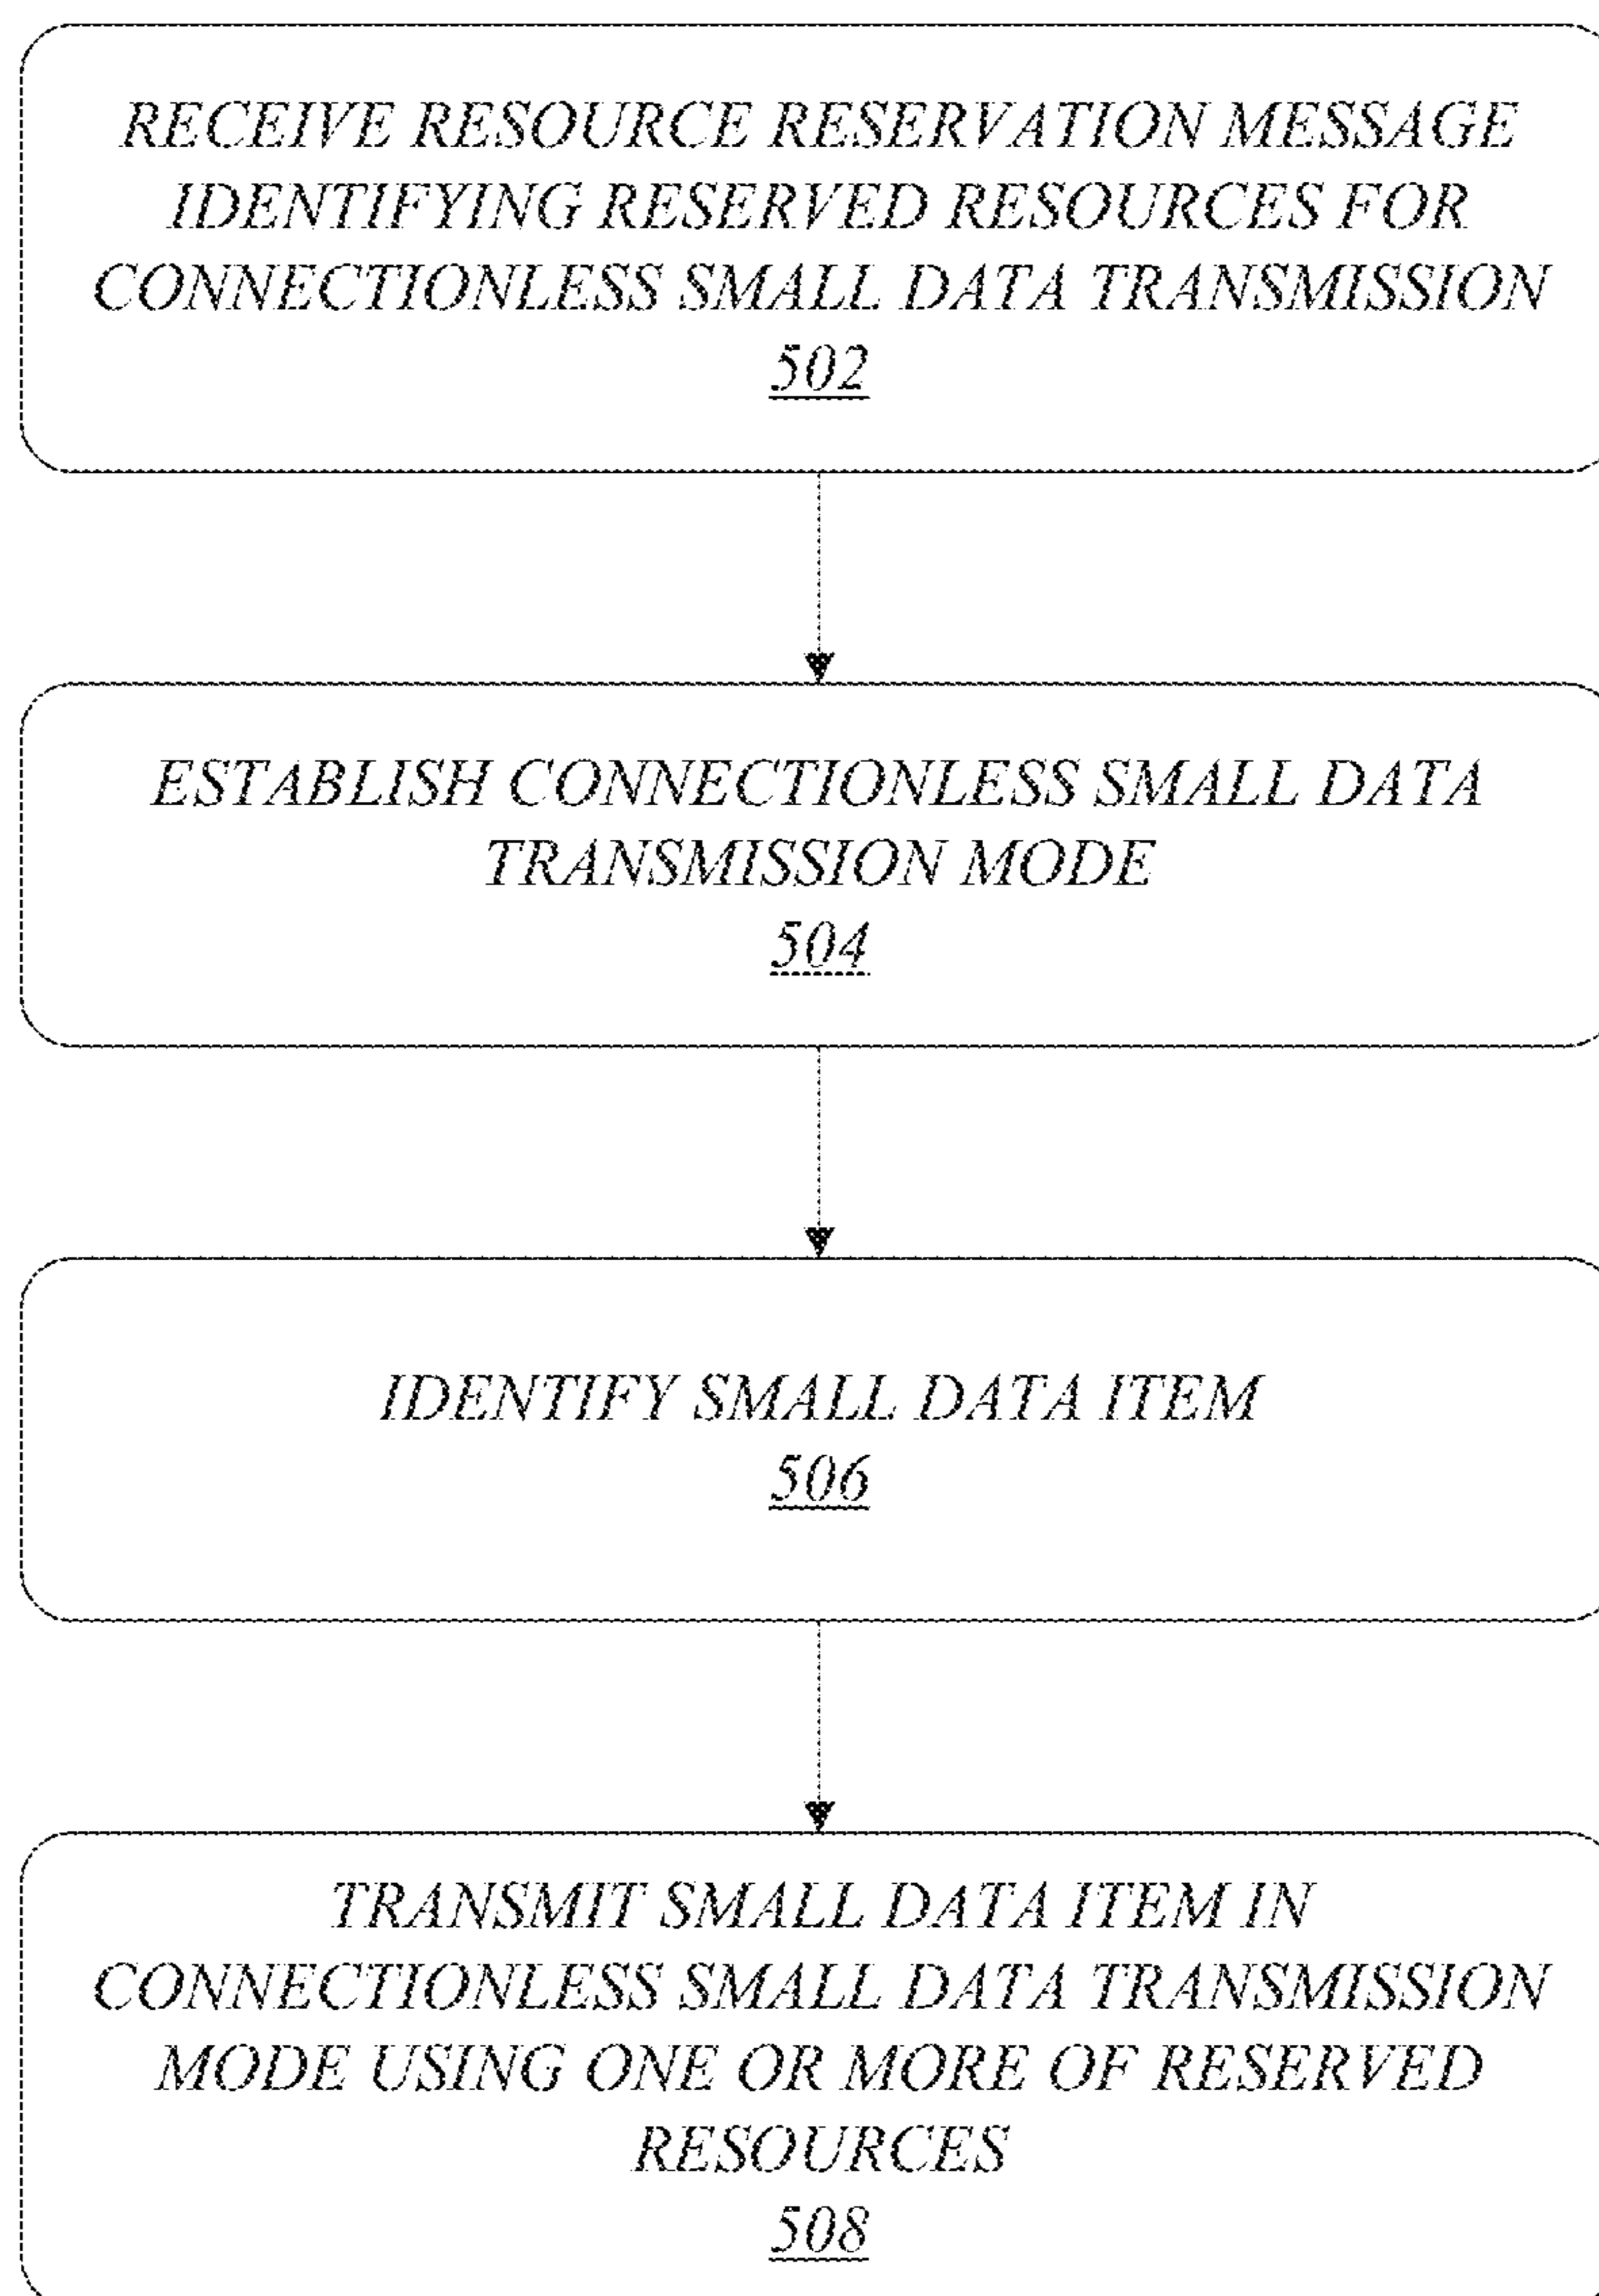 RECEIVE RESOURCE RESERVATION MESSAGE
IDENTIFYING RESERVED RESOURCES FOR
CONNECTIONLESS SMALL DATA TRANSMISSION
502
ESTABLISH CONNECTIONLESS SMALL DATA
TRANSMISSION MODE
504
IDENTIFY SMALL DATA ITEM
506
TRANSMIT SMALL DATA ITEM IN
CONNECTIONLESS SMALL DATA TRANSMISSION
MODE USING ONE OR MORE OF RESERVED
RESOURCES
508